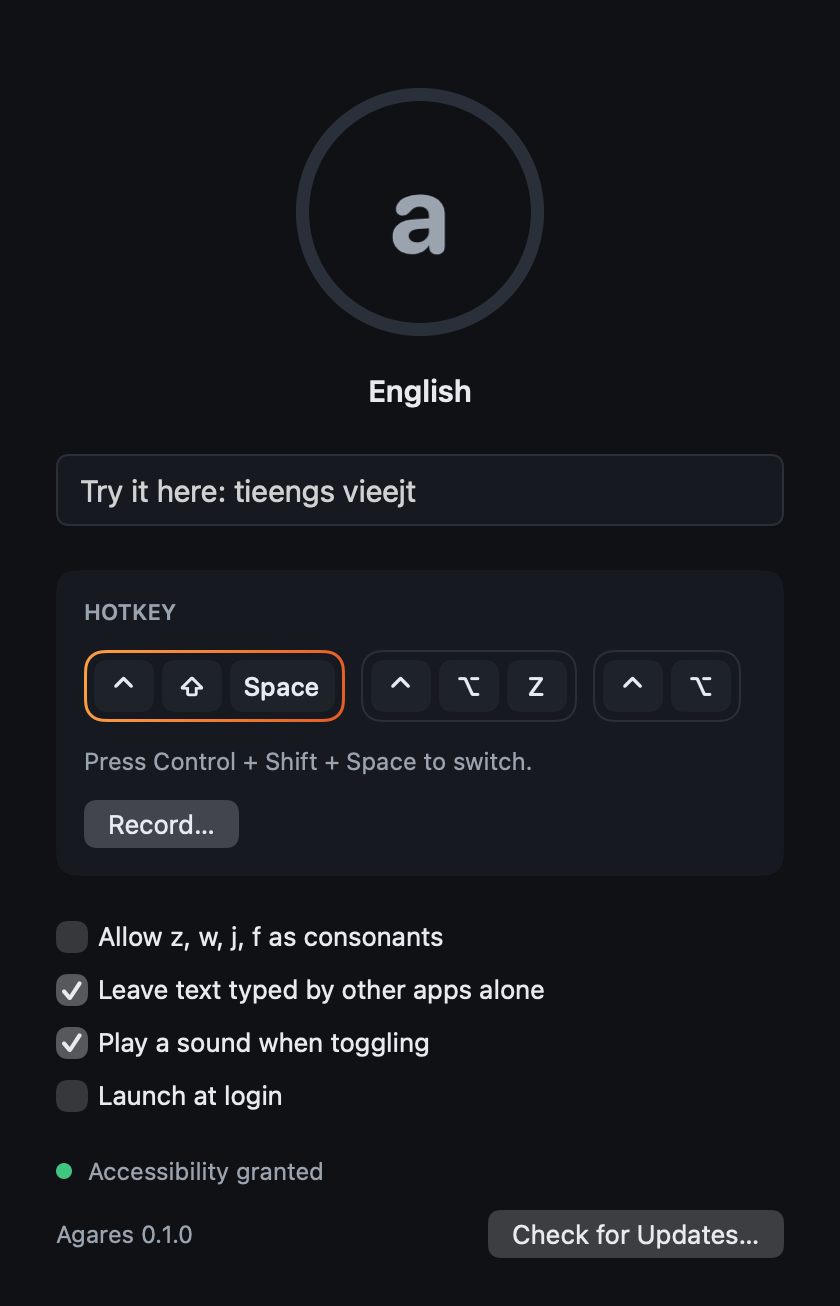 a
English
Try it here: tieengs vieejt
HOTKEY
^ ⇧ Space ^ ⌥ Z ^ ⌥
Press Control + Shift + Space to switch.
Record...
Allow z, w, j, f as consonants
Leave text typed by other apps alone
Play a sound when toggling
Launch at login
Accessibility granted
Agares 0.1.0 Check for Updates...